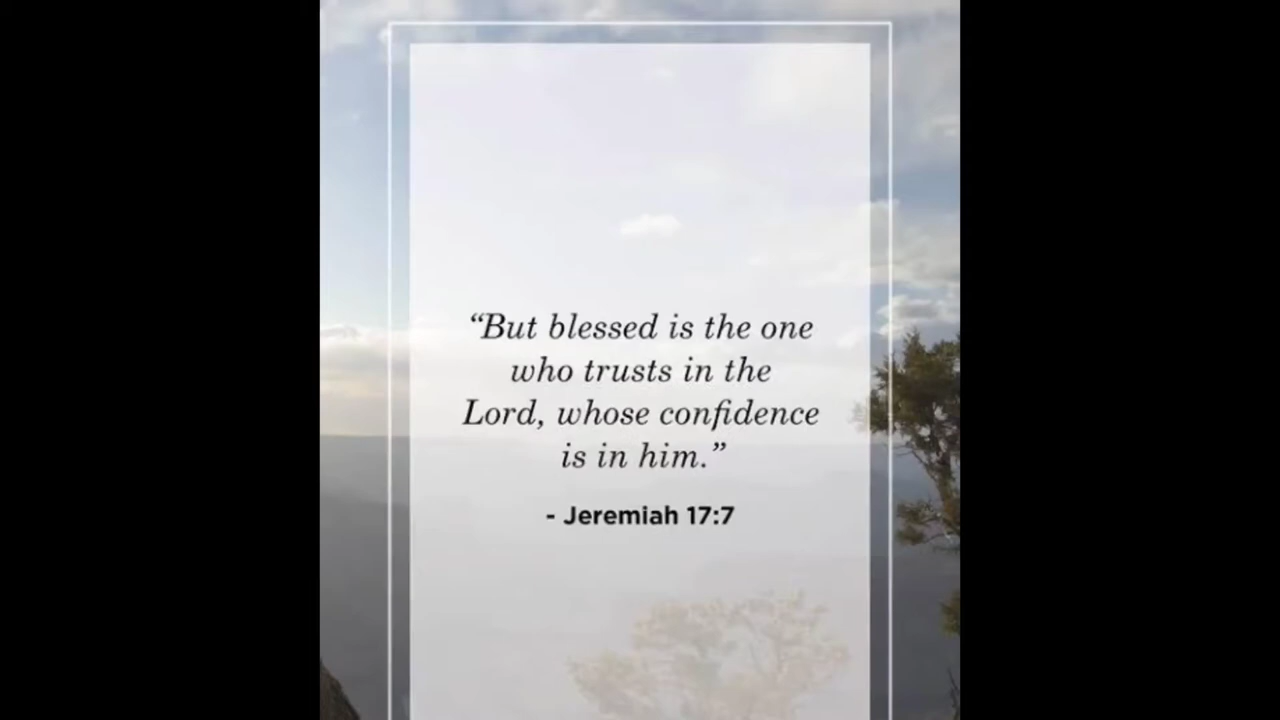 “But blessed is the one
who trusts in the
Lord, whose confidence
is in him.”
- Jeremiah 17:7